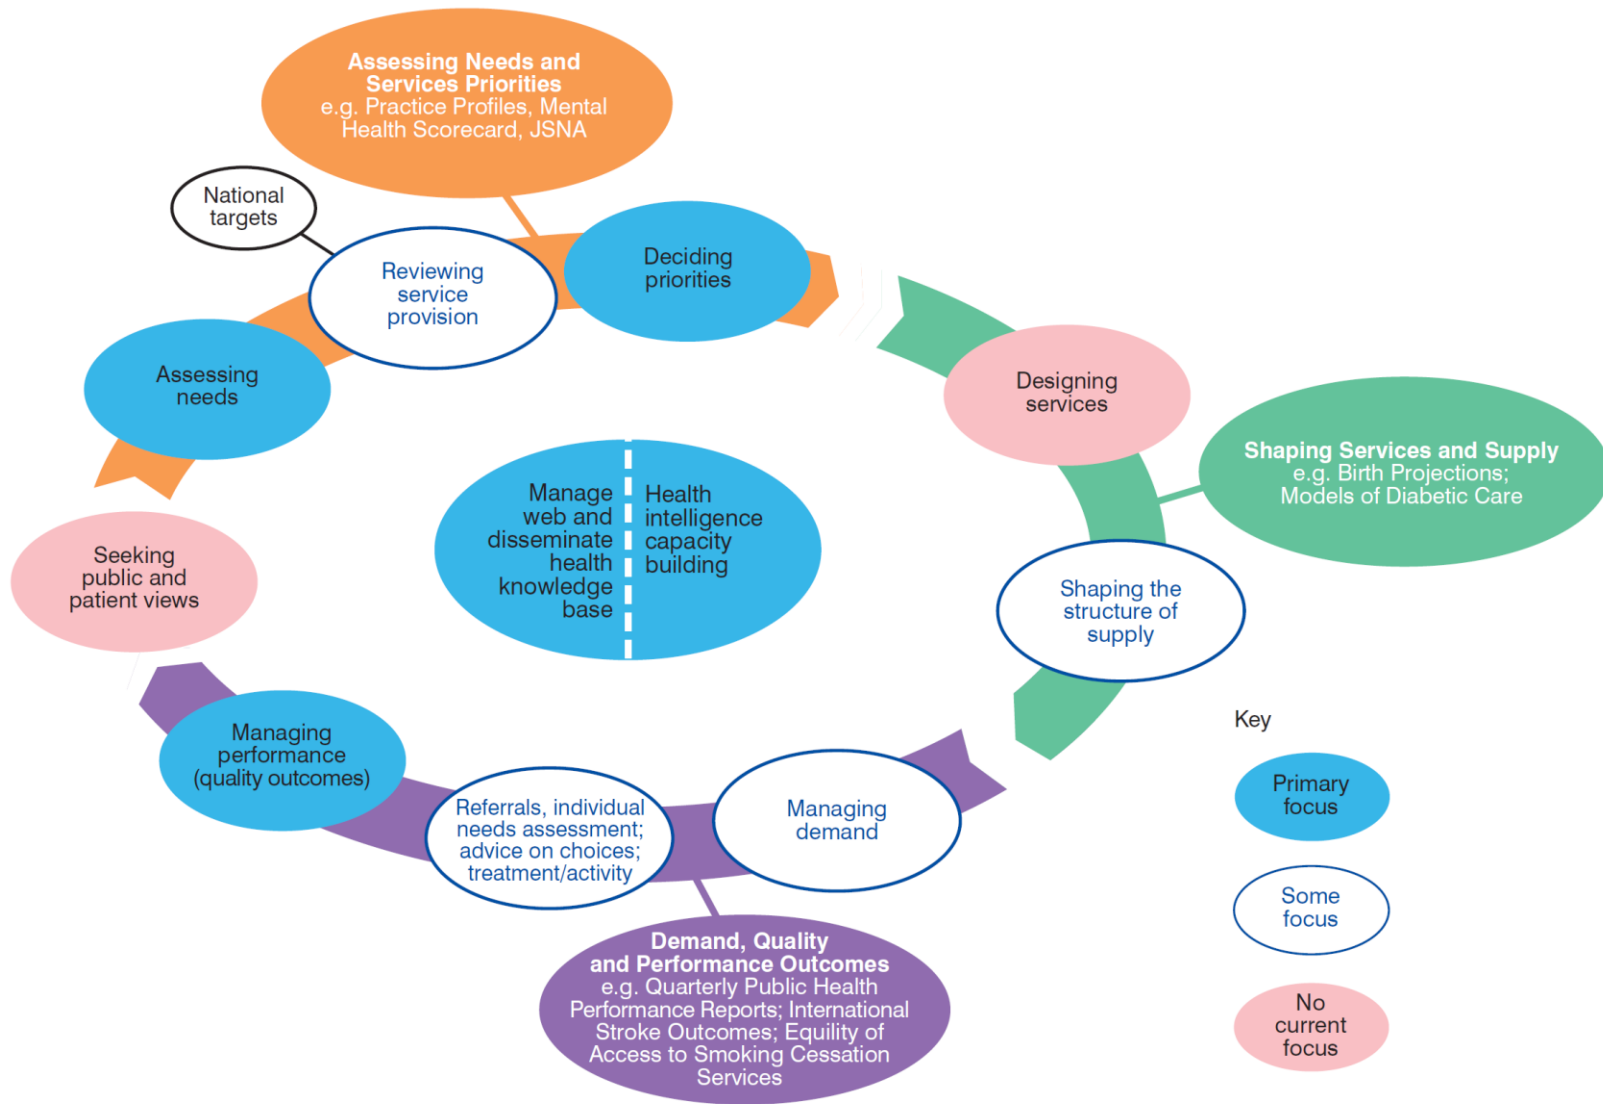 Assessing Needs and
Services Priorities
e.g. Practice Profiles, Mental
Health Scorecard, JSNA
National
targets
Reviewing
service
provision
Deciding
priorities
Assessing
needs
Designing
services
Shaping Services and Supply
e.g. Birth Projections;
Models of Diabetic Care
Manage
web and
disseminate
health
knowledge
base
Health
intelligence
capacity
building
Seeking
public and
patient views
Shaping the
structure of
supply
Managing
performance
(quality outcomes)
Referrals, individual
needs assessment;
advice on choices;
treatment/activity
Managing
demand
Demand, Quality
and Performance Outcomes
e.g. Quarterly Public Health
Performance Reports; International
Stroke Outcomes; Equility of
Access to Smoking Cessation
Services
Key
Primary
focus
Some
focus
No
current
focus